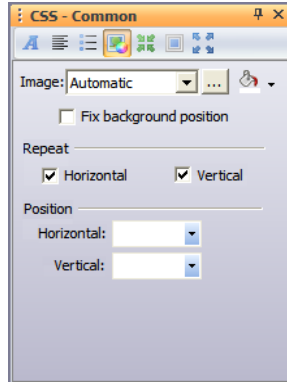 CSS - Common
Image: Automatic ...
Fix background position
Repeat
Horizontal Vertical
Position
Horizontal:
Vertical: